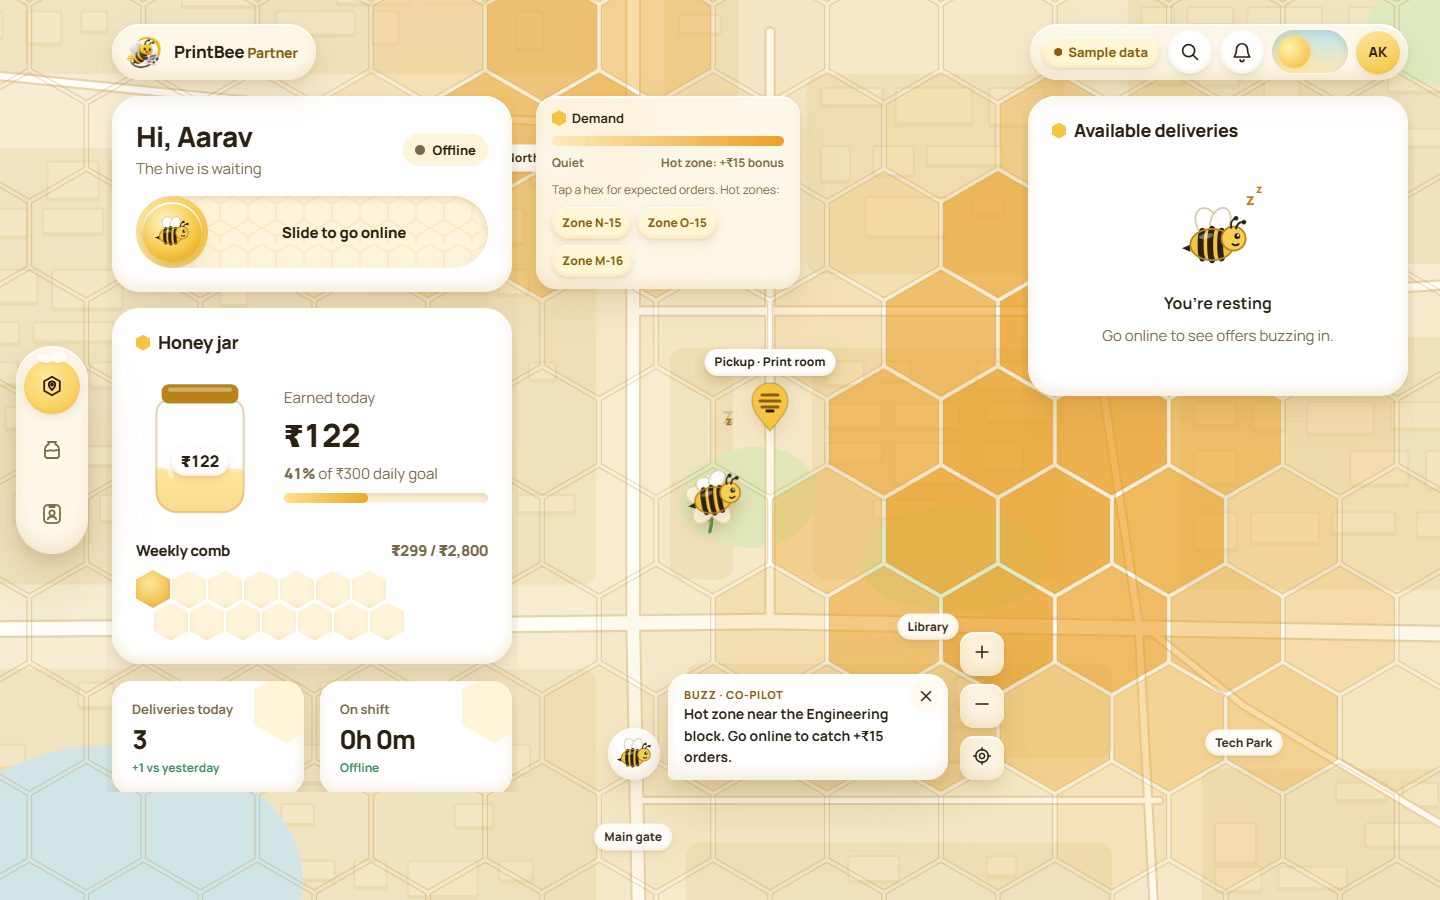 PrintBee Partner
Sample data
AK
Hi, Aarav
The hive is waiting
Offline
Slide to go online
Demand
Quiet
Hot zone: +₹15 bonus
Tap a hex for expected orders. Hot zones:
Zone N-15
Zone O-15
Zone M-16
Available deliveries
z
z
You're resting
Go online to see offers buzzing in.
Honey jar
₹122
Earned today
₹122
41% of ₹300 daily goal
Weekly comb
₹299 / ₹2,800
Deliveries today
3
+1 vs yesterday
On shift
0h 0m
Offline
Pickup · Print room
z
z
Library
BUZZ · CO-PILOT
Hot zone near the Engineering
block. Go online to catch +₹15
orders.
Tech Park
Main gate